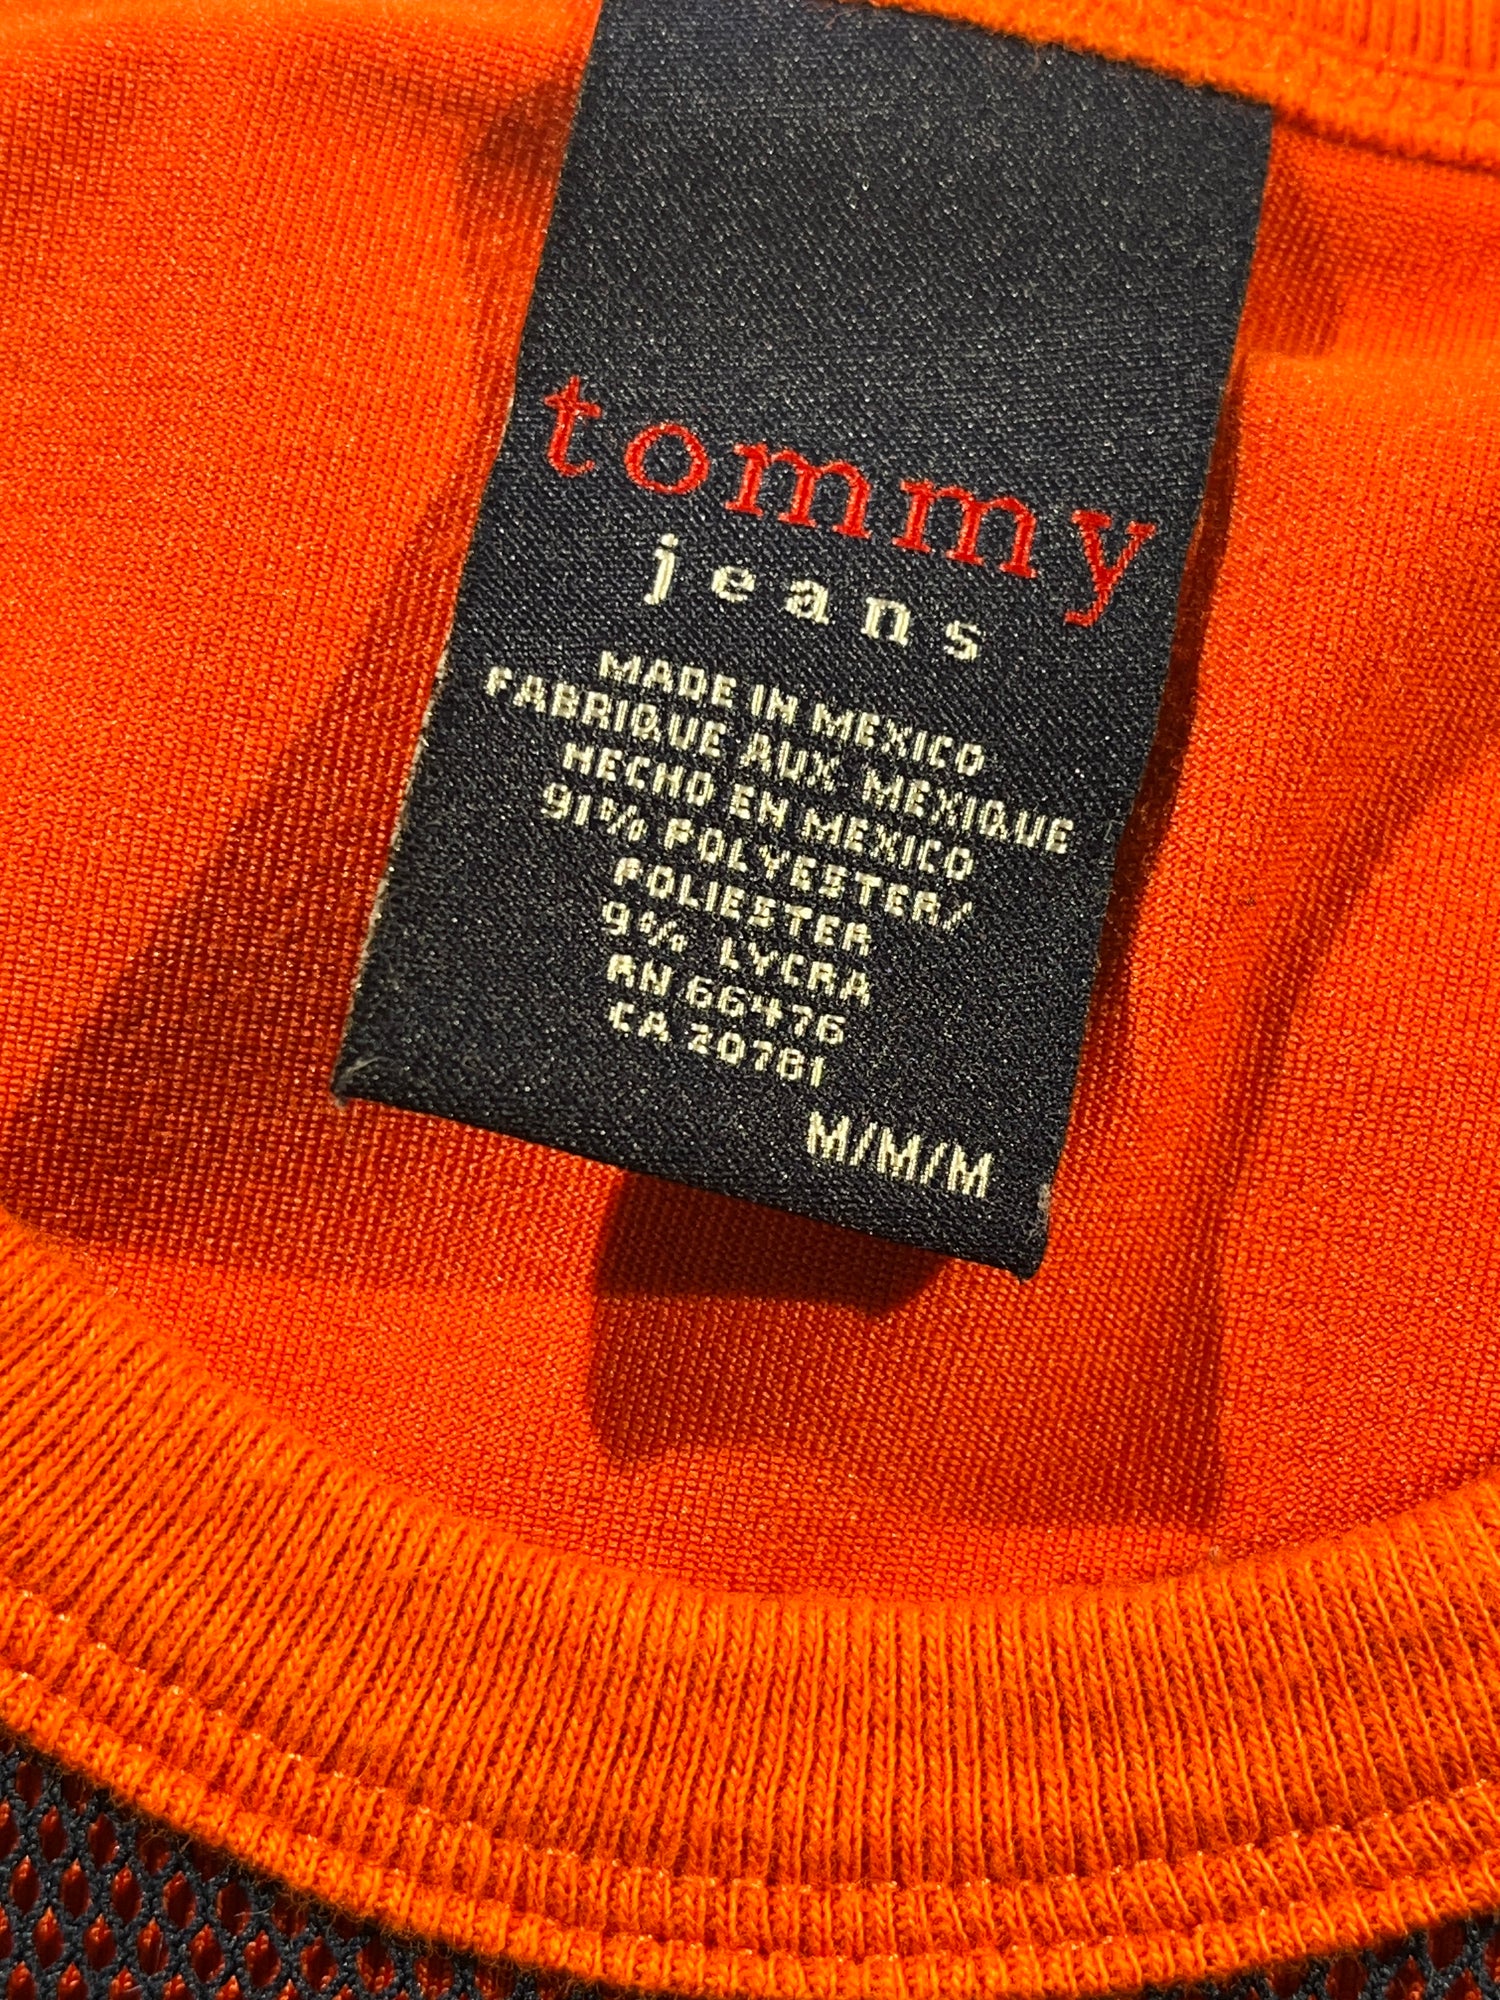 tommy
jeans
MADE IN MEXICO
FABRIQUE AUX MEXIQUE
HECHO EN MEXICO
91% POLYESTER/
POLIESTER
9% LYCRA
RN 66476
CA 20781
M/M/M